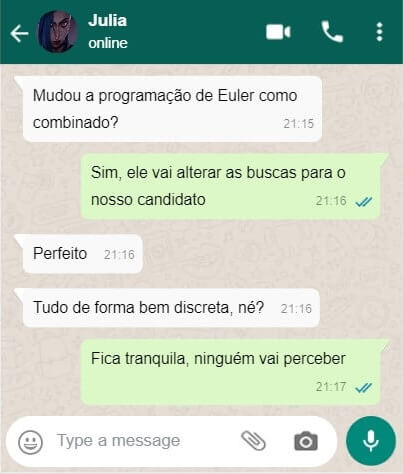 Julia
online
Mudou a programação de Euler como
combinado?
21:15
Sim, ele vai alterar as buscas para o
nosso candidato
21:16
Perfeito 21:16
Tudo de forma bem discreta, né? 21:16
Fica tranquila, ninguém vai perceber
21:17
Type a message